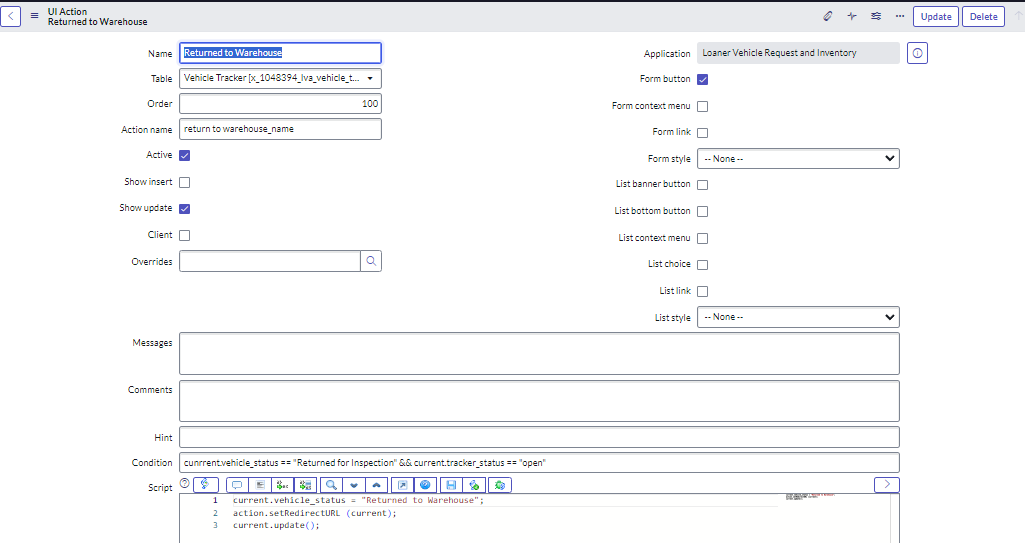 UI Action
Returned to Warehouse
Update
Delete
Name
Returned to Warehouse
Table
Vehicle Tracker [x_1048394_lva_vehicle_t...
Order
100
Action name
return to warehouse_name
Active
Show insert
Show update
Client
Overrides
Application
Loaner Vehicle Request and Inventory
Form button
Form context menu
Form link
Form style
-- None --
List banner button
List bottom button
List context menu
List choice
List link
List style
-- None --
Messages
Comments
Hint
Condition
cunrrent.vehicle_status == "Returned for Inspection" && current.tracker_status == "open"
Script
1 current.vehicle_status = "Returned to Warehouse";
2 action.setRedirectURL (current);
3 current.update();